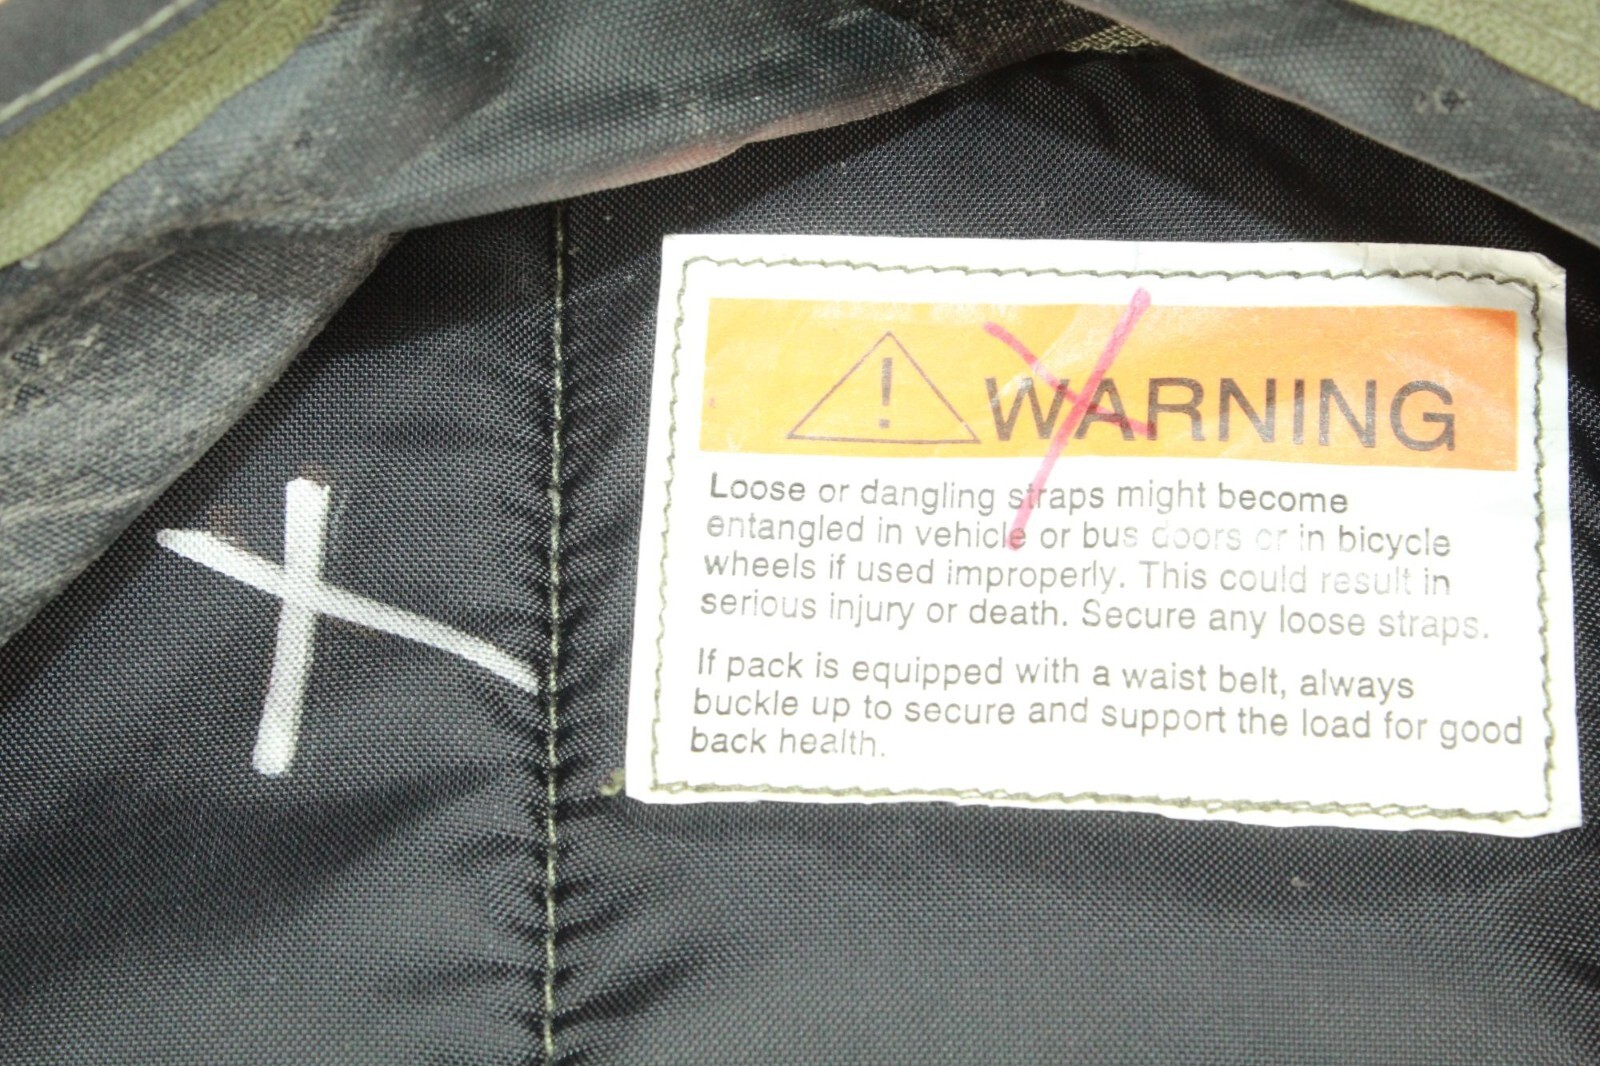 WARNING
Loose or dangling straps might become
entangled in vehicle or bus doors or in bicycle
wheels if used improperly. This could result in
serious injury or death. Secure any loose straps.
If pack is equipped with a waist belt, always
buckle up to secure and support the load for good
back health.